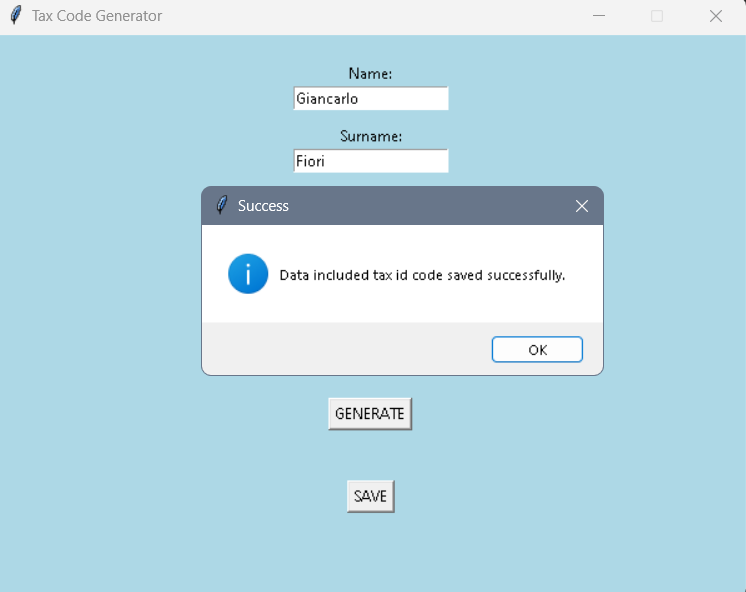 Tax Code Generator
Name:
Giancarlo
Surname:
Fiori
Success
Data included tax id code saved successfully.
OK
GENERATE
SAVE